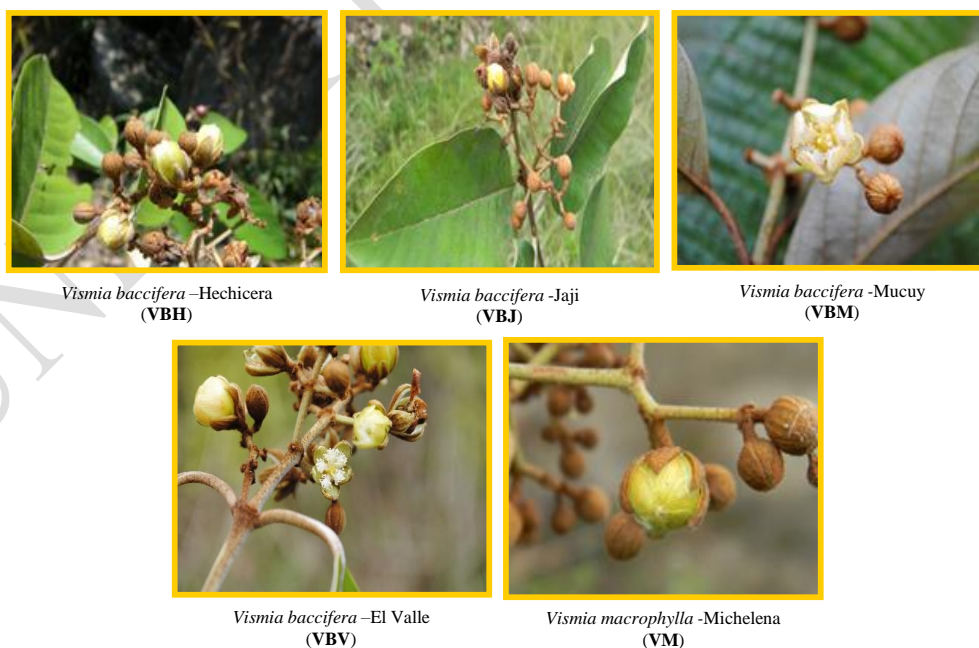 Vismia baccifera –Hechicera
(VBH)
Vismia baccifera -Jaji
(VBJ)
Vismia baccifera -Mucuy
(VBM)
Vismia baccifera –El Valle
(VBV)
Vismia macrophylla -Michelena
(VM)